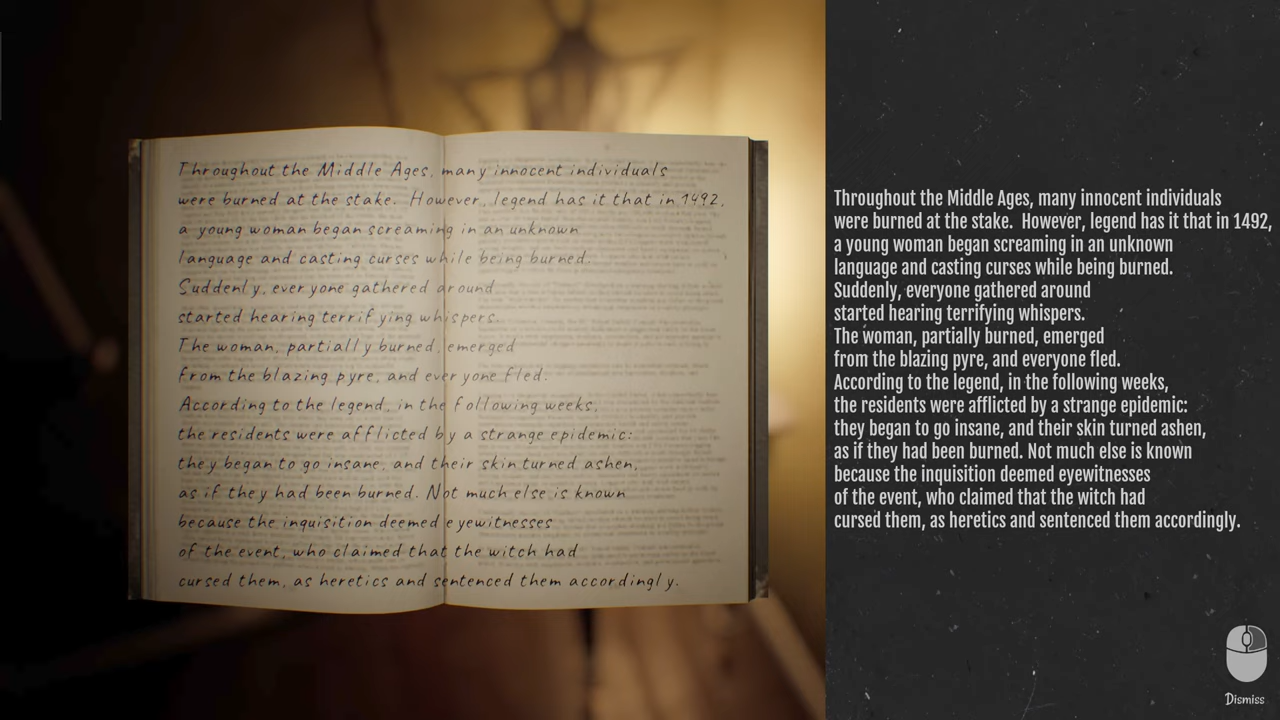 Throughout the Middle Ages, many innocent individuals
were burned at the stake. However, legend has it that in 1492,
a young woman began screaming in an unknown
language and casting curses while being burned.
Suddenly, everyone gathered around
started hearing terrifying whispers.
The woman, partially burned, emerged
from the blazing pyre, and everyone fled.
According to the legend, in the following weeks,
the residents were afflicted by a strange epidemic:
they began to go insane, and their skin turned ashen,
as if they had been burned. Not much else is known
because the inquisition deemed eyewitnesses
of the event, who claimed that the witch had
cursed them, as heretics and sentenced them accordingly.
Throughout the Middle Ages, many innocent individuals
were burned at the stake. However, legend has it that in 1492,
a young woman began screaming in an unknown
language and casting curses while being burned.
Suddenly, everyone gathered around
started hearing terrifying whispers.
The woman, partially burned, emerged
from the blazing pyre, and everyone fled.
According to the legend, in the following weeks,
the residents were afflicted by a strange epidemic:
they began to go insane, and their skin turned ashen,
as if they had been burned. Not much else is known
because the inquisition deemed eyewitnesses
of the event, who claimed that the witch had
cursed them, as heretics and sentenced them accordingly.
Dismiss